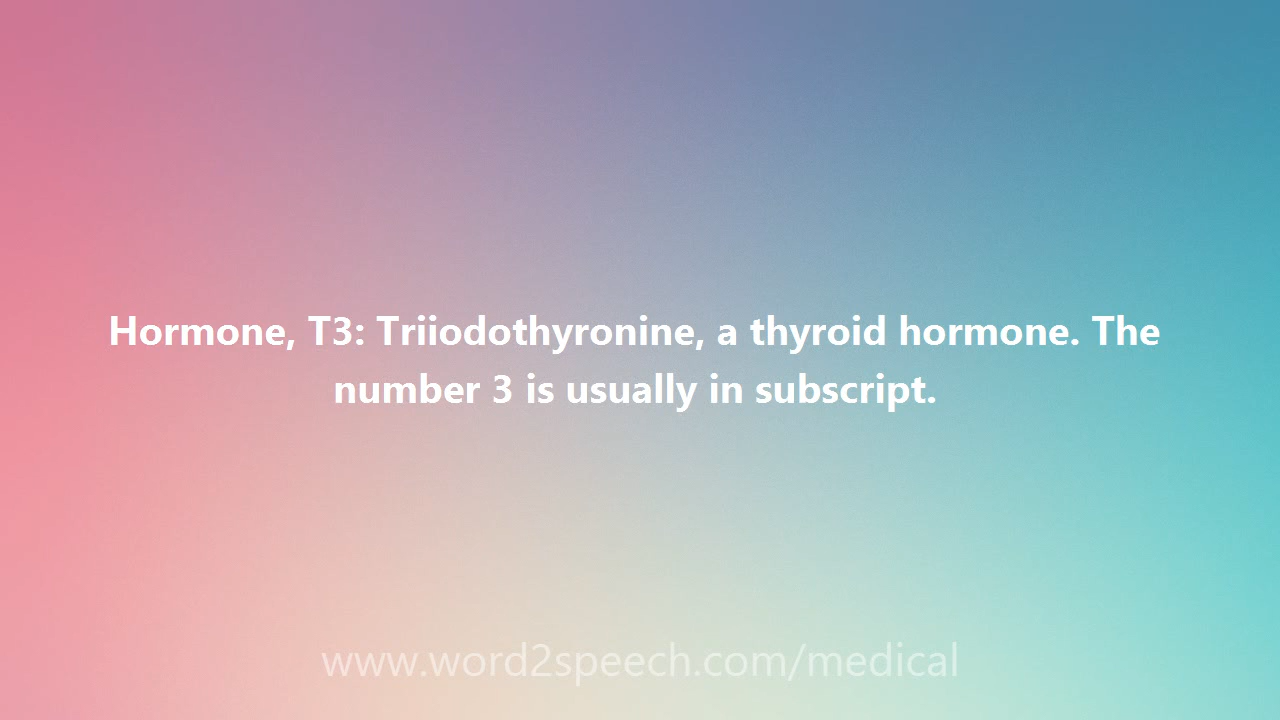 Hormone, T3: Triiodothyronine, a thyroid hormone. The
number 3 is usually in subscript.
www.word2speech.com/medical